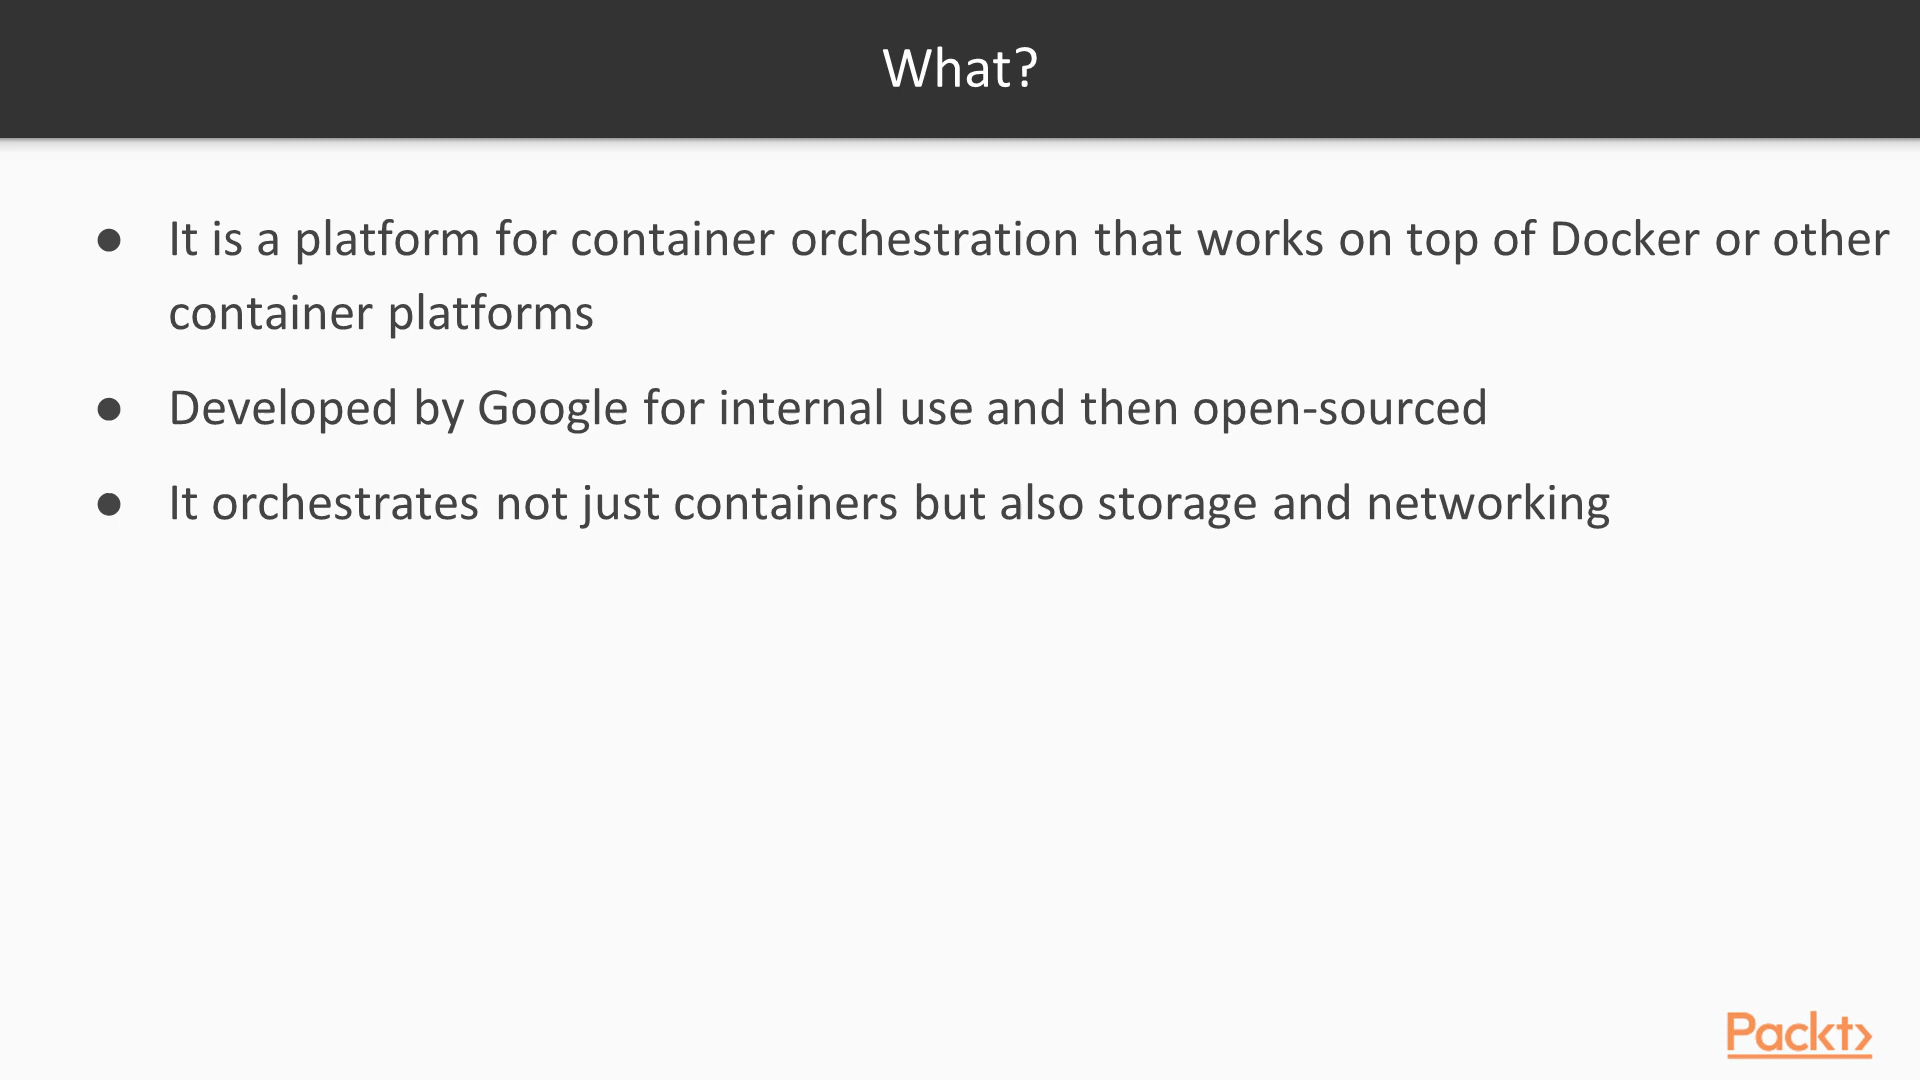 What?
● It is a platform for container orchestration that works on top of Docker or other
container platforms
● Developed by Google for internal use and then open-sourced
● It orchestrates not just containers but also storage and networking
Packt>